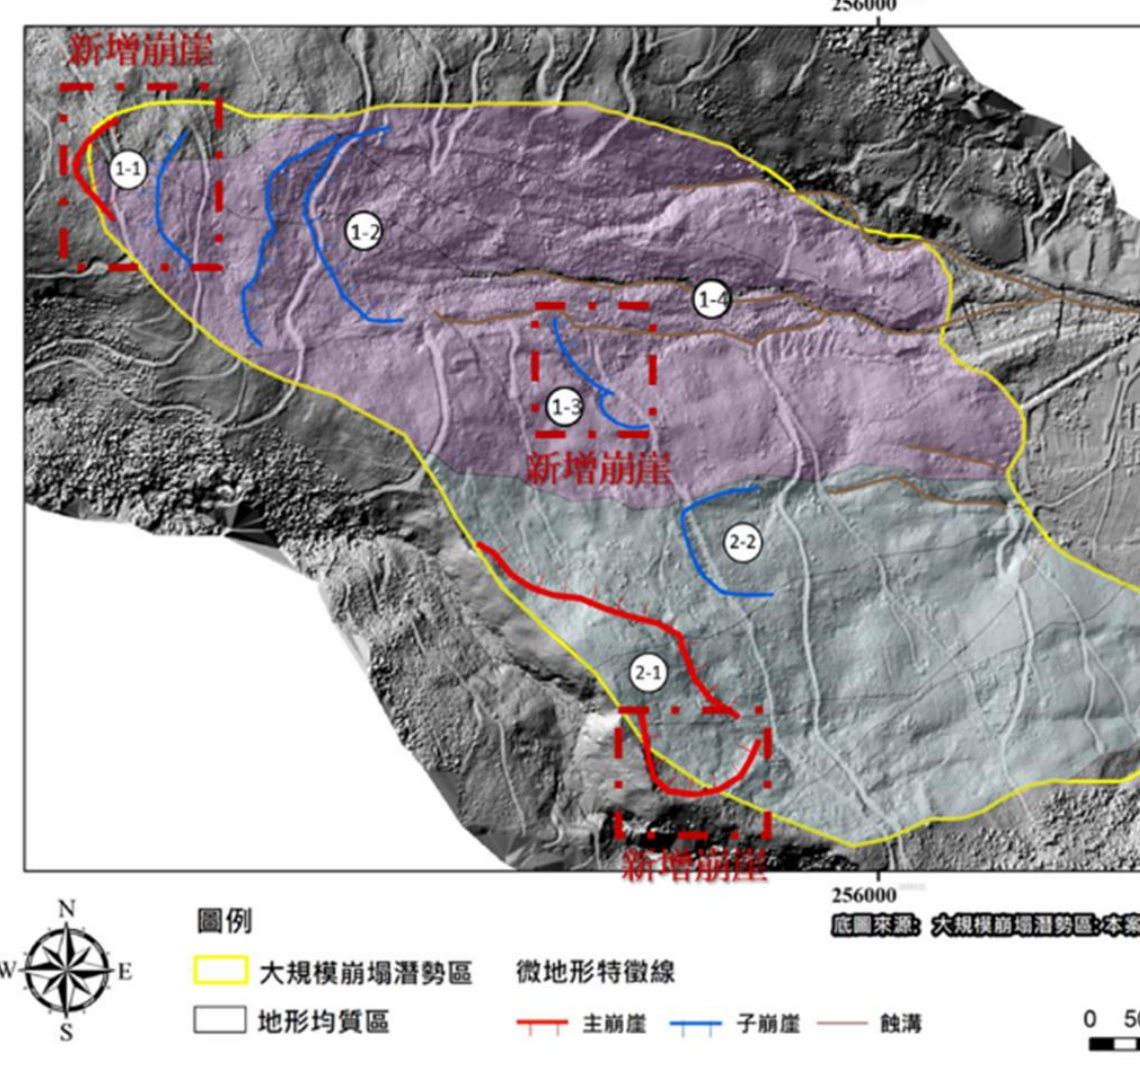 256000
新增崩崖
1-1
1-2
1-4
1-3
新增崩崖
2-2
2-1
新增崩崖
256000
底圖來源: 大規模崩塌潛勢區:本案
N
W E
S
圖例
大規模崩塌潛勢區
微地形特徵線
地形均質區
主崩崖
子崩崖
蝕溝
0 50